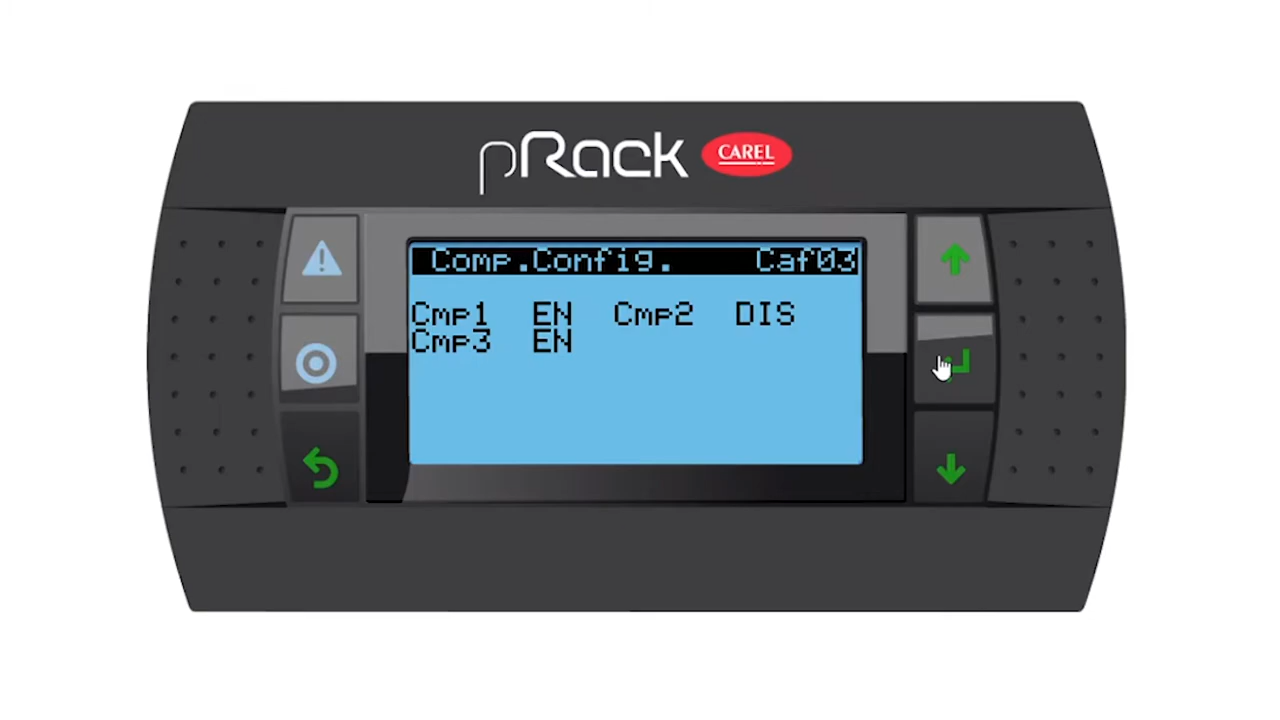 pRack CAREL
Comp.Config. Caf03
Cmp1 EN Cmp2 DIS
Cmp3 EN